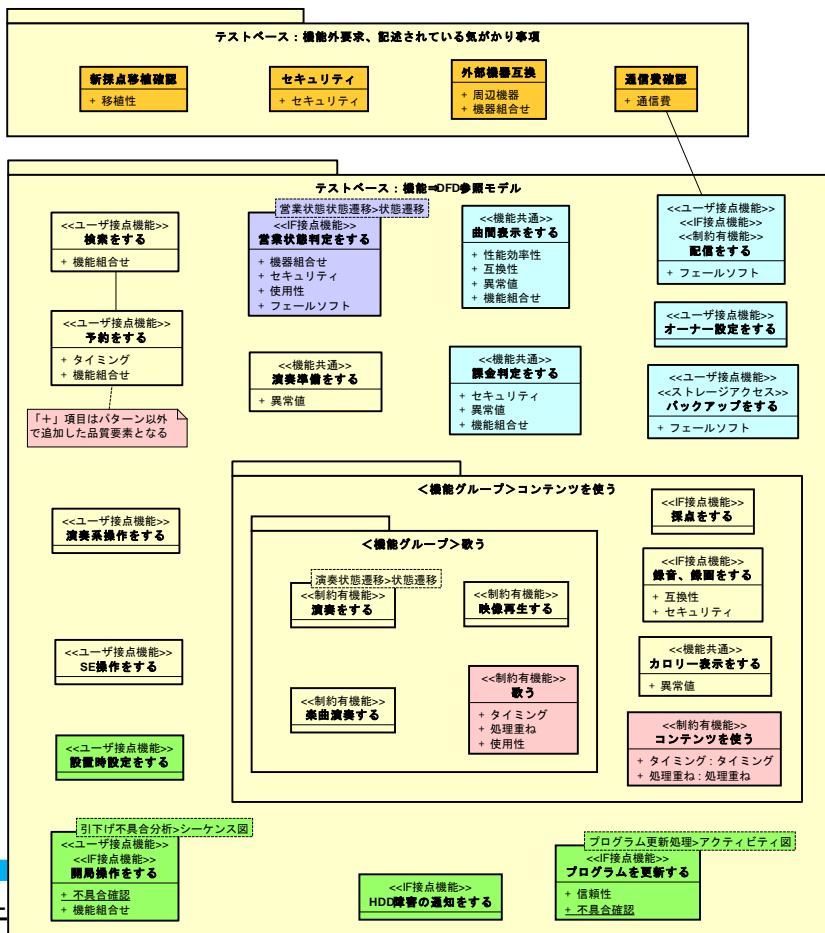 テストベース：機能外要求、記述されている気がかり事項
新採点移植確認
+ 移植性
セキュリティ
+ セキュリティ
外部機器互換
+ 周辺機器
+ 機器組合せ
通信費確認
+ 通信費
テストベース：機能⇒DFD参照モデル
<<ユーザ接点機能>>
検索をする
+ 機能組合せ
営業状態状態遷移>状態遷移
<<IF接点機能>>
営業状態判定をする
+ 機器組合せ
+ セキュリティ
+ 使用性
+ フェールソフト
<<機能共通>>
曲間表示をする
+ 性能効率性
+ 互換性
+ 異常値
+ 機能組合せ
<<ユーザ接点機能>>
<<IF接点機能>>
<<制約有機能>>
配信をする
+ フェールソフト
<<ユーザ接点機能>>
予約をする
+ タイミング
+ 機能組合せ
<<ユーザ接点機能>>
オーナー設定をする
<<機能共通>>
演奏準備をする
+ 異常値
<<機能共通>>
課金判定をする
+ セキュリティ
+ 異常値
+ 機能組合せ
<<ユーザ接点機能>>
<<ストレージアクセス>>
バックアップをする
+ フェールソフト
「＋」項目はパターン以外
で追加した品質要素となる
＜機能グループ＞コンテンツを使う
<<ユーザ接点機能>>
演奏系操作をする
＜機能グループ＞歌う
<<IF接点機能>>
採点をする
演奏状態遷移>状態遷移
<<制約有機能>>
演奏をする
<<制約有機能>>
映像再生する
<<IF接点機能>>
録音、録画をする
+ 互換性
+ セキュリティ
<<ユーザ接点機能>>
SE操作をする
<<機能共通>>
カロリー表示をする
+ 異常値
<<制約有機能>>
楽曲演奏する
<<制約有機能>>
歌う
+ タイミング
+ 処理重ね
+ 使用性
<<制約有機能>>
コンテンツを使う
+ タイミング : タイミング
+ 処理重ね : 処理重ね
<<ユーザ接点機能>>
設置時設定をする
引下げ不具合分析>シーケンス図
<<ユーザ接点機能>>
<<IF接点機能>>
開局操作をする
+ 不具合確認
+ 機能組合せ
<<IF接点機能>>
HDD障害の通知をする
プログラム更新処理>アクティビティ図
<<IF接点機能>>
プログラムを更新する
+ 信頼性
+ 不具合確認